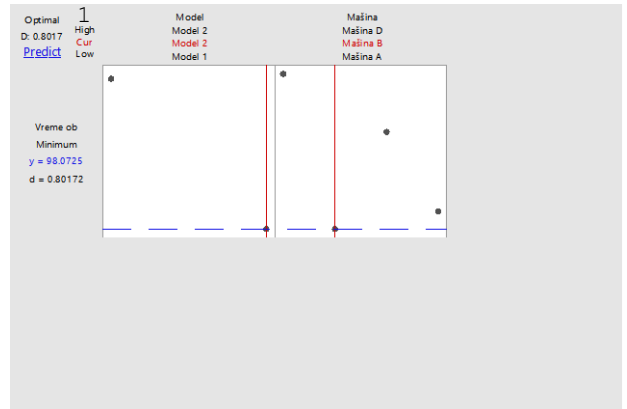 Optimal
D: 0.8017
Predict
1
High
Cur
Low
Model
Model 2
Model 2
Model 1
Mašina
Mašina D
Mašina B
Mašina A
Vreme ob
Minimum
y = 98.0725
d = 0.80172